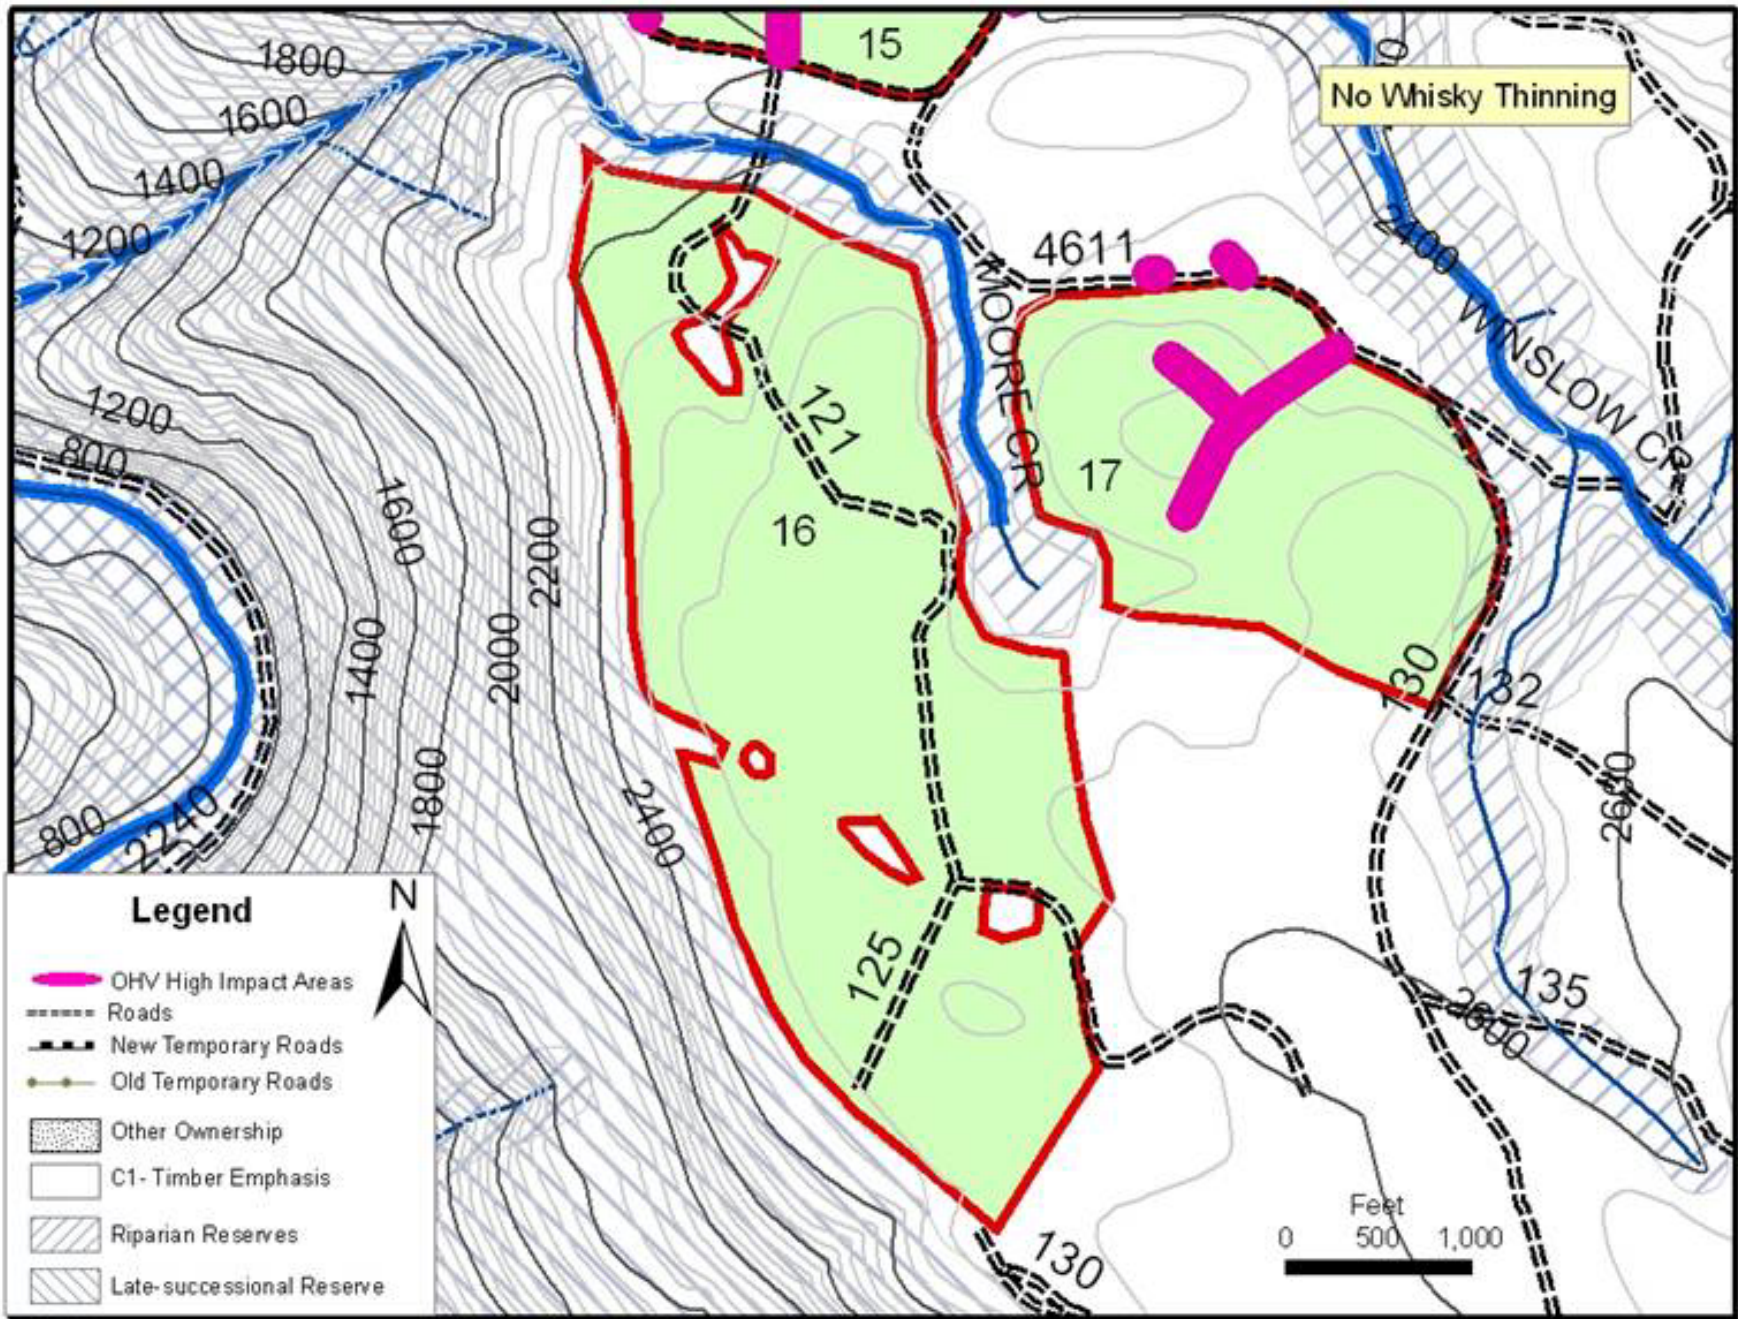 15
No Whisky Thinning
1800
1600
1400
1200
2400
4611
MOORE CR
WINSLOW CR
1200
800
121
1600
17
16
2200
2000
1400
130
132
1800
2400
2600
800
2240
125
135
2600
130
Legend
N
OHV High Impact Areas
Roads
New Temporary Roads
Old Temporary Roads
Other Ownership
C1- Timber Emphasis
Riparian Reserves
Late-successional Reserve
Feet
0 500 1,000